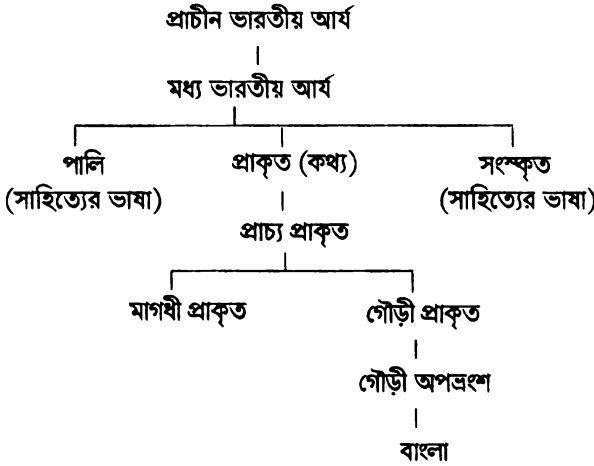 প্রাচীন ভারতীয় আর্য
মধ্য ভারতীয় আর্য
পালি প্রাকৃত (কথ্য) সংস্কৃত
(সাহিত্যের ভাষা) (সাহিত্যের ভাষা)
প্রাচ্য প্রাকৃত
মাগধী প্রাকৃত গৌড়ী প্রাকৃত
গৌড়ী অপভ্রংশ
বাংলা